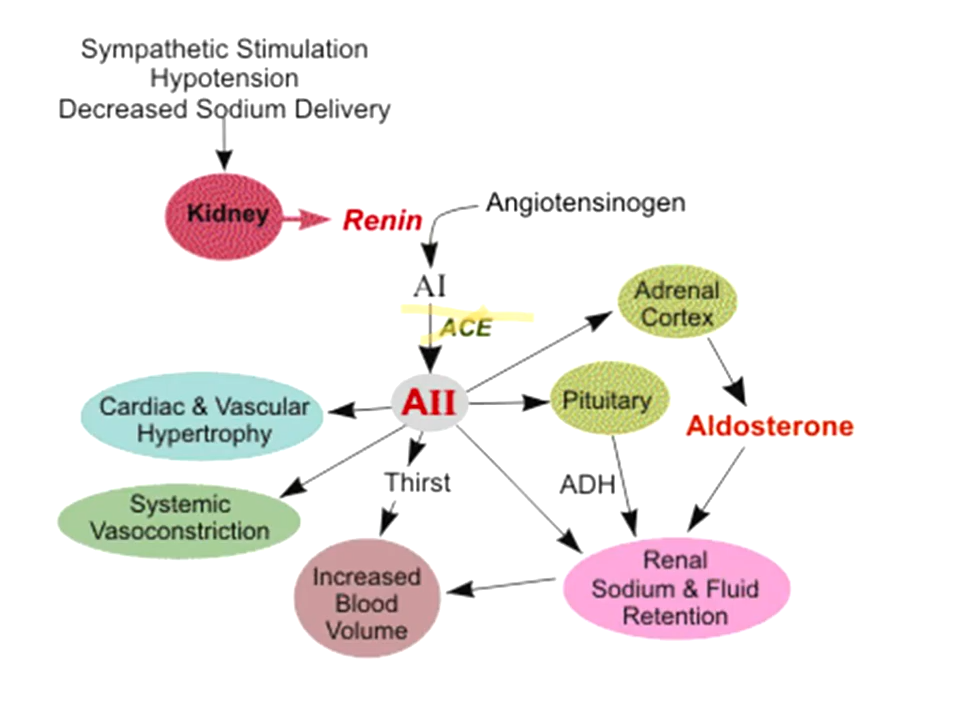 Sympathetic Stimulation
Hypotension
Decreased Sodium Delivery
Kidney
Renin
Angiotensinogen
AI
ACE
Adrenal
Cortex
AII
Pituitary
Cardiac & Vascular
Hypertrophy
Aldosterone
Thirst
ADH
Systemic
Vasoconstriction
Increased
Blood
Volume
Renal
Sodium & Fluid
Retention